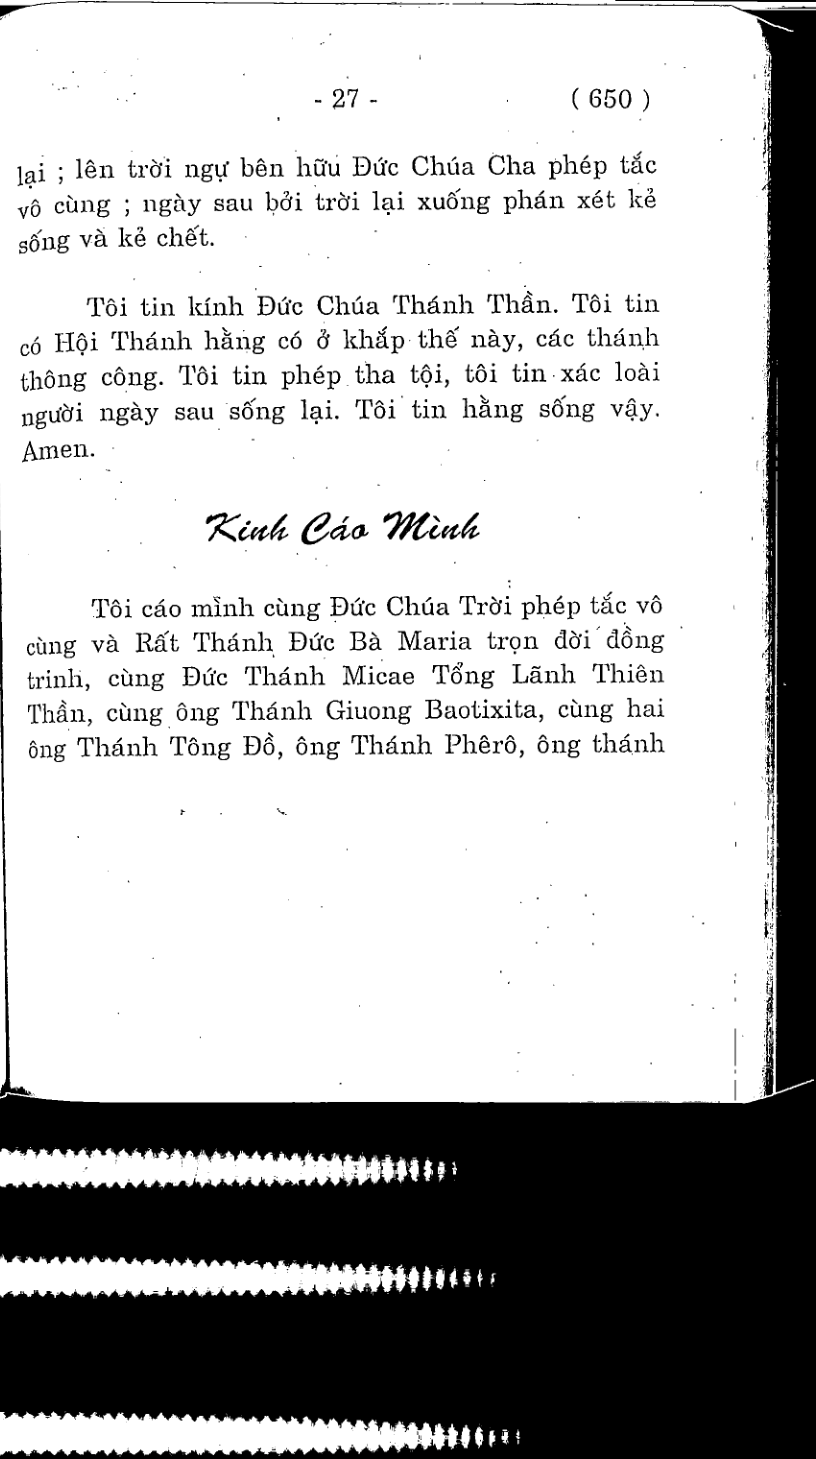 - 27 - ( 650 )
lại ; lên trời ngự bên hữu Đức Chúa Cha phép tắc
vô cùng ; ngày sau bởi trời lại xuống phán xét kẻ
sống và kẻ chết.
Tôi tin kính Đức Chúa Thánh Thần. Tôi tin
có Hội Thánh hằng có ở khắp thế này, các thánh
thông công. Tôi tin phép tha tội, tôi tin xác loài
người ngày sau sống lại. Tôi tin hằng sống vậy.
Amen.
Kinh Cáo Mình
Tôi cáo mình cùng Đức Chúa Trời phép tắc vô
cùng và Rất Thánh Đức Bà Maria trọn đời đồng
trinh, cùng Đức Thánh Micae Tổng Lãnh Thiên
Thần, cùng ông Thánh Giuong Baotixita, cùng hai
ông Thánh Tông Đồ, ông Thánh Phêrô, ông thánh